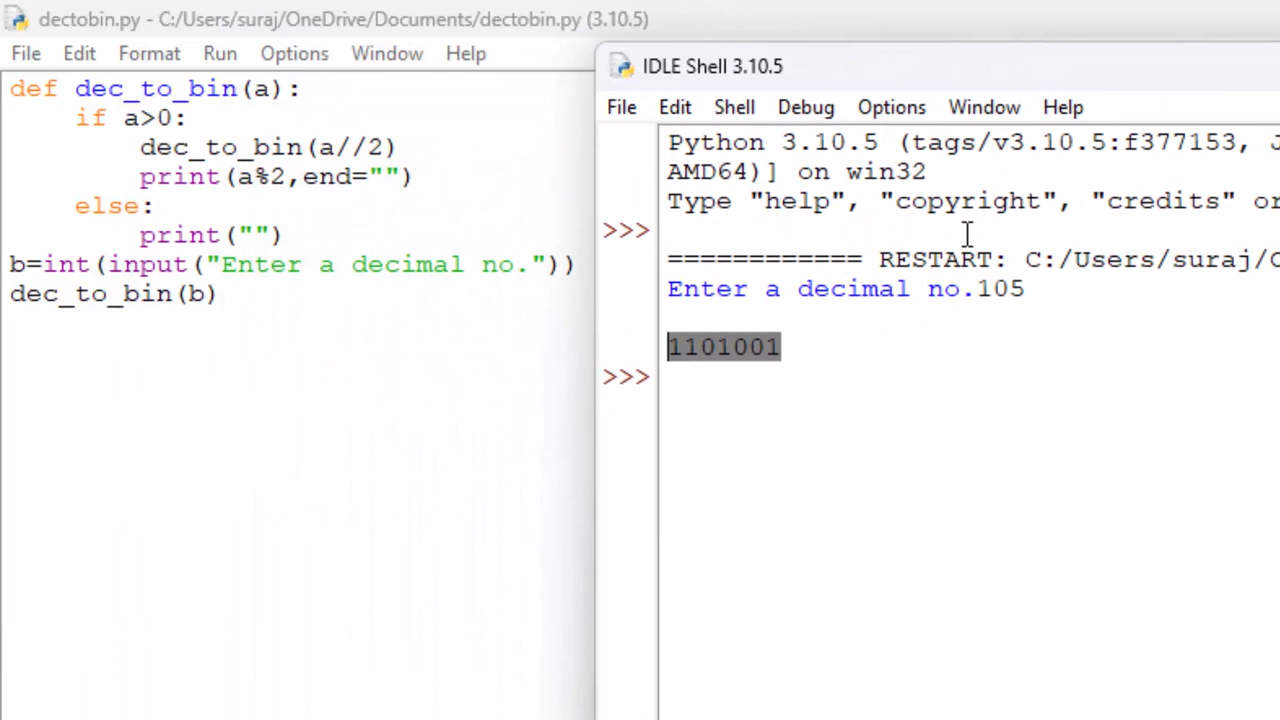 dectobin.py - C:/Users/suraj/OneDrive/Documents/dectobin.py (3.10.5)
File Edit Format Run Options Window Help
def dec_to_bin(a):
    if a>0:
        dec_to_bin(a//2)
        print(a%2,end="")
    else:
        print("")
b=int(input("Enter a decimal no."))
dec_to_bin(b)
IDLE Shell 3.10.5
File Edit Shell Debug Options Window Help
Python 3.10.5 (tags/v3.10.5:f377153, J
AMD64)] on win32
Type "help", "copyright", "credits" or
>>>
============ RESTART: C:/Users/suraj/O
Enter a decimal no.105
1101001
>>>